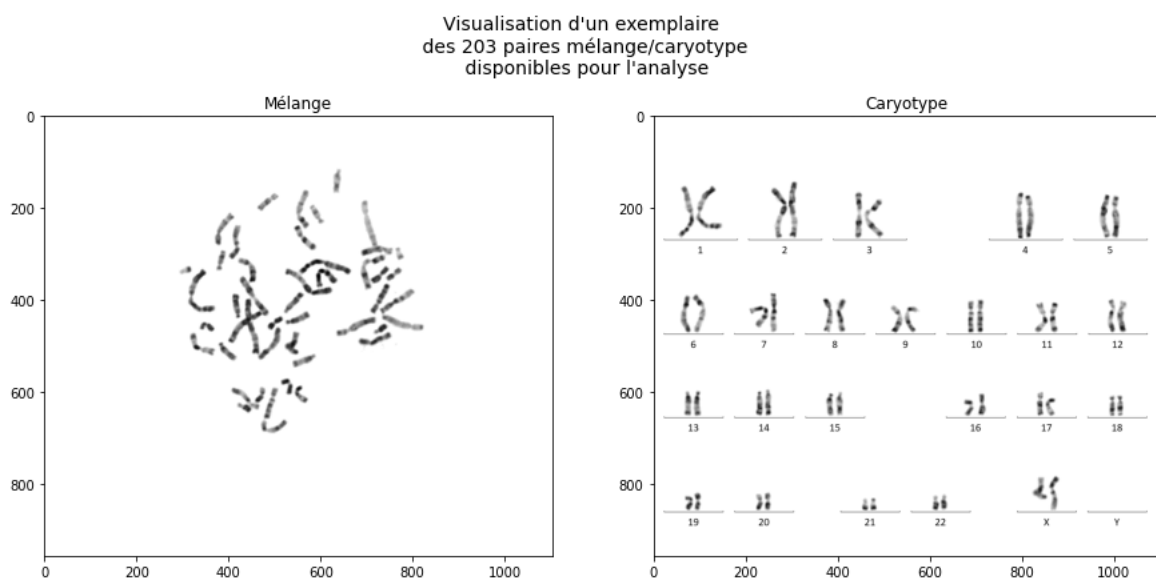 Visualisation d'un exemplaire
des 203 paires mélange/caryotype
disponibles pour l'analyse
Mélange
0
200
400
600
800
0 200 400 600 800 1000
Caryotype
0
200
400
600
800
1 2 3 4 5
6 7 8 9 10 11 12
13 14 15 16 17 18
19 20 21 22 X Y
0 200 400 600 800 1000